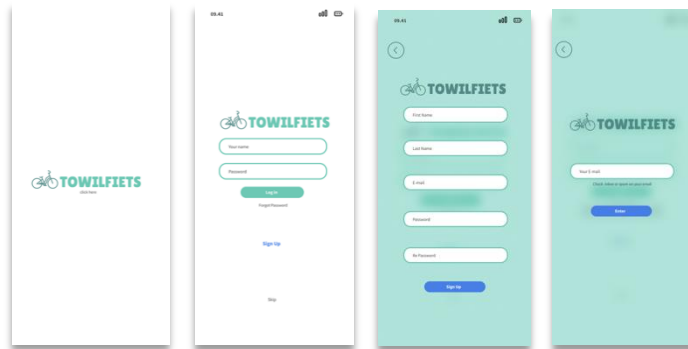 TOWILFIETS
click here
09.41
TOWILFIETS
Your name
Password
Log in
Forgot Password
Sign Up
Skip
09.41
TOWILFIETS
First Name
Last Name
E-mail
Password
Re Password
Sign Up
TOWILFIETS
Your E-mail
Enter